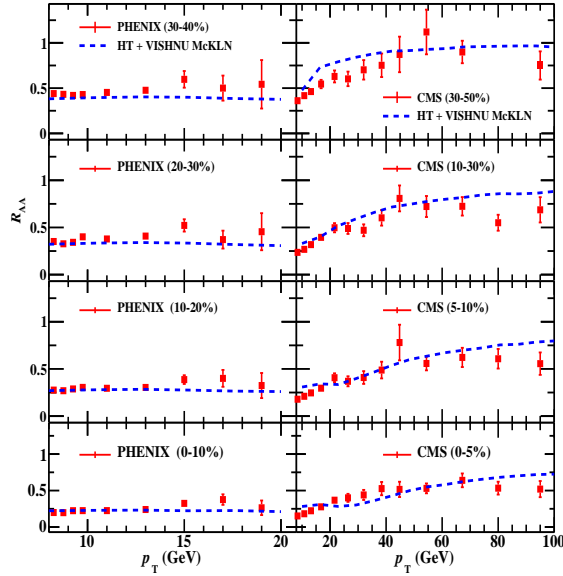 PHENIX (30-40%)
HT + VISHNU McKLN
1
0.5
0
CMS (30-50%)
HT + VISHNU McKLN
PHENIX (20-30%)
1
0.5
0
CMS (10-30%)
R_AA
PHENIX (10-20%)
1
0.5
0
CMS (5-10%)
PHENIX (0-10%)
1
0.5
0
CMS (0-5%)
10 15 20
20 40 60 80 100
p_T (GeV)
p_T (GeV)